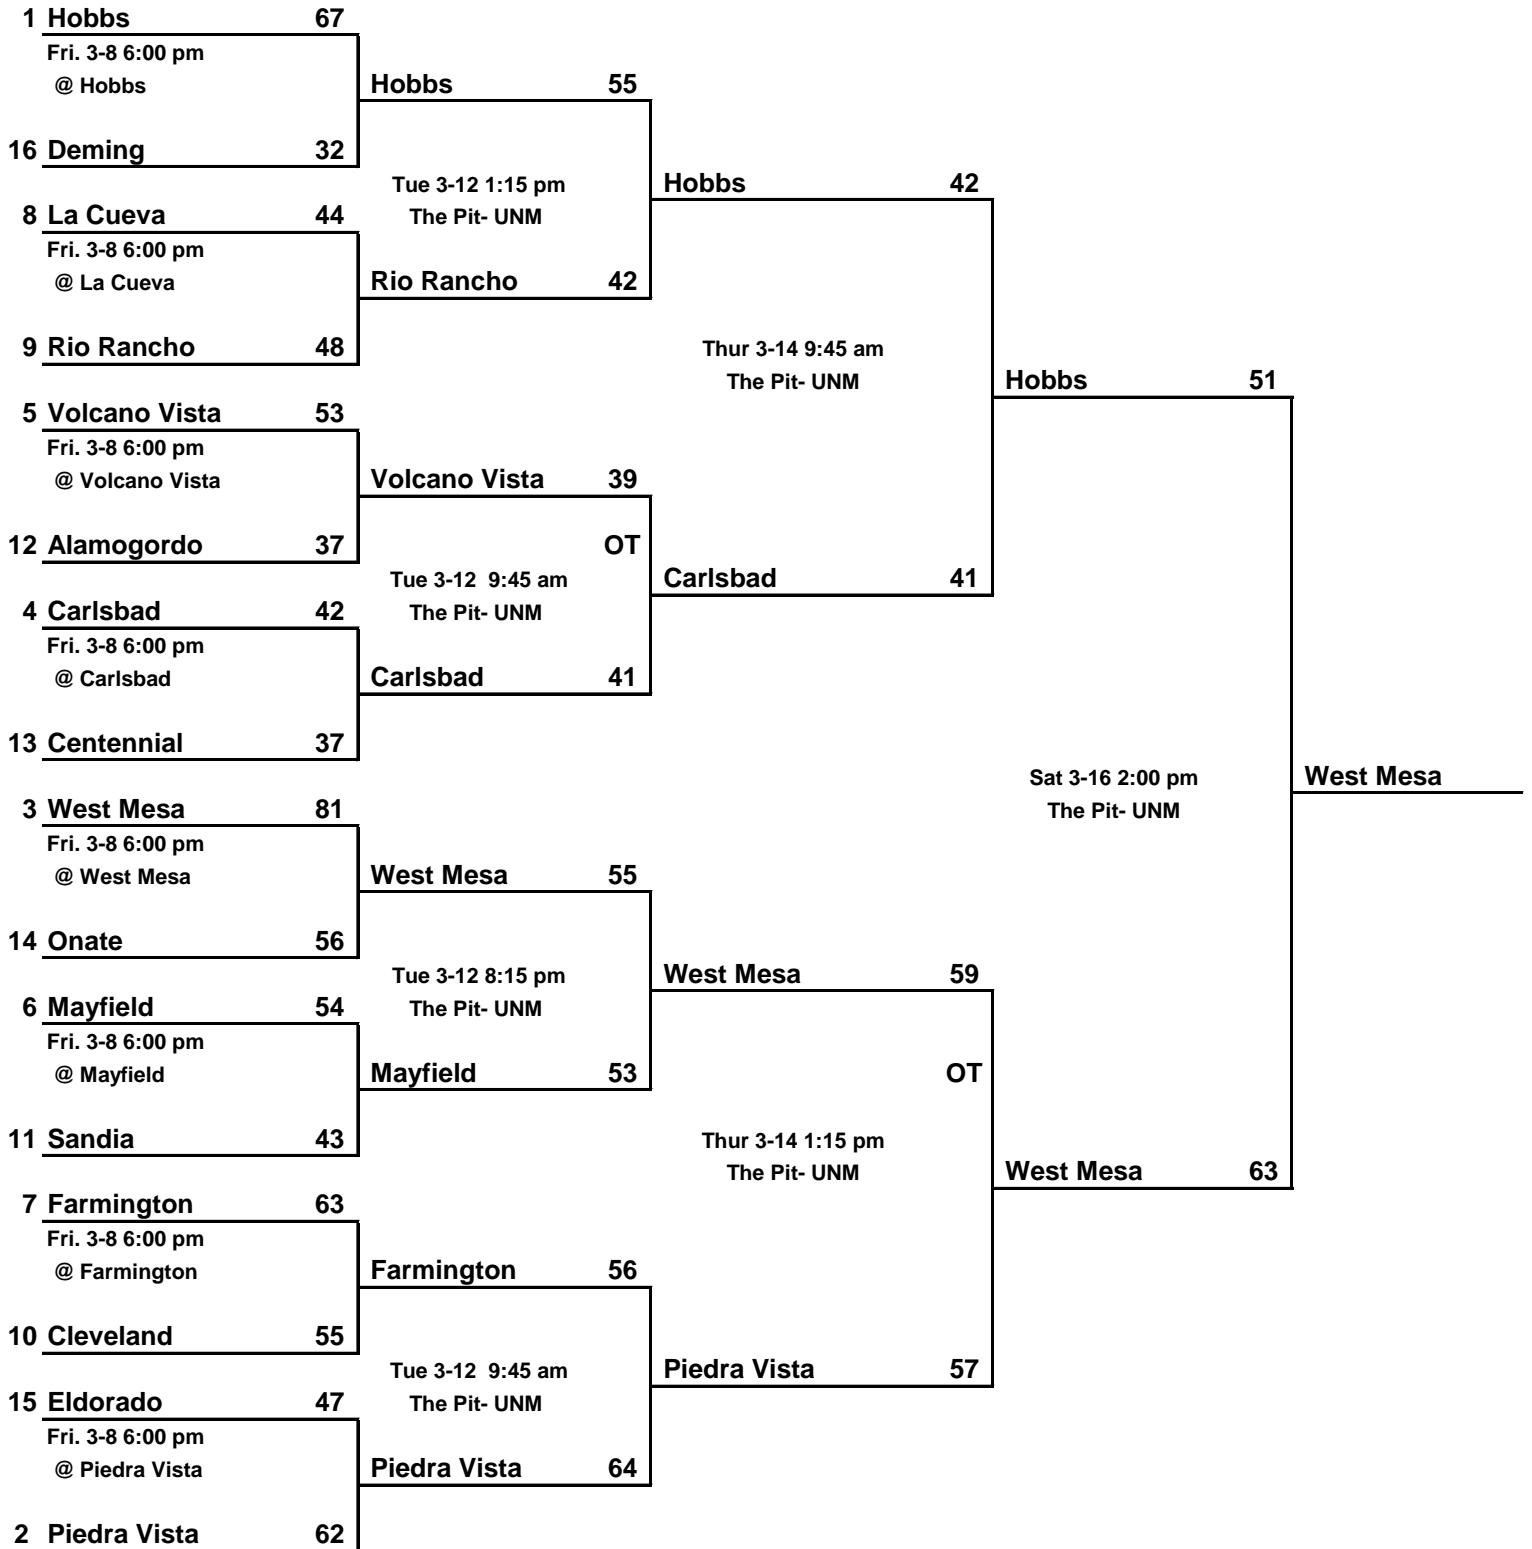 1 Hobbs 67
Fri. 3-8 6:00 pm
@ Hobbs
16 Deming 32
8 La Cueva 44
Fri. 3-8 6:00 pm
@ La Cueva
9 Rio Rancho 48
5 Volcano Vista 53
Fri. 3-8 6:00 pm
@ Volcano Vista
12 Alamogordo 37
4 Carlsbad 42
Fri. 3-8 6:00 pm
@ Carlsbad
13 Centennial 37
3 West Mesa 81
Fri. 3-8 6:00 pm
@ West Mesa
14 Onate 56
6 Mayfield 54
Fri. 3-8 6:00 pm
@ Mayfield
11 Sandia 43
7 Farmington 63
Fri. 3-8 6:00 pm
@ Farmington
10 Cleveland 55
15 Eldorado 47
Fri. 3-8 6:00 pm
@ Piedra Vista
2 Piedra Vista 62
Hobbs 55
Tue 3-12 1:15 pm
The Pit- UNM
Rio Rancho 42
Volcano Vista 39
OT
Tue 3-12 9:45 am
The Pit- UNM
Carlsbad 41
West Mesa 55
Tue 3-12 8:15 pm
The Pit- UNM
Mayfield 53
Farmington 56
Tue 3-12 9:45 am
The Pit- UNM
Piedra Vista 64
Hobbs 42
Thur 3-14 9:45 am
The Pit- UNM
Carlsbad 41
West Mesa 59
OT
Thur 3-14 1:15 pm
The Pit- UNM
Piedra Vista 57
Hobbs 51
Sat 3-16 2:00 pm
The Pit- UNM
West Mesa 63
West Mesa